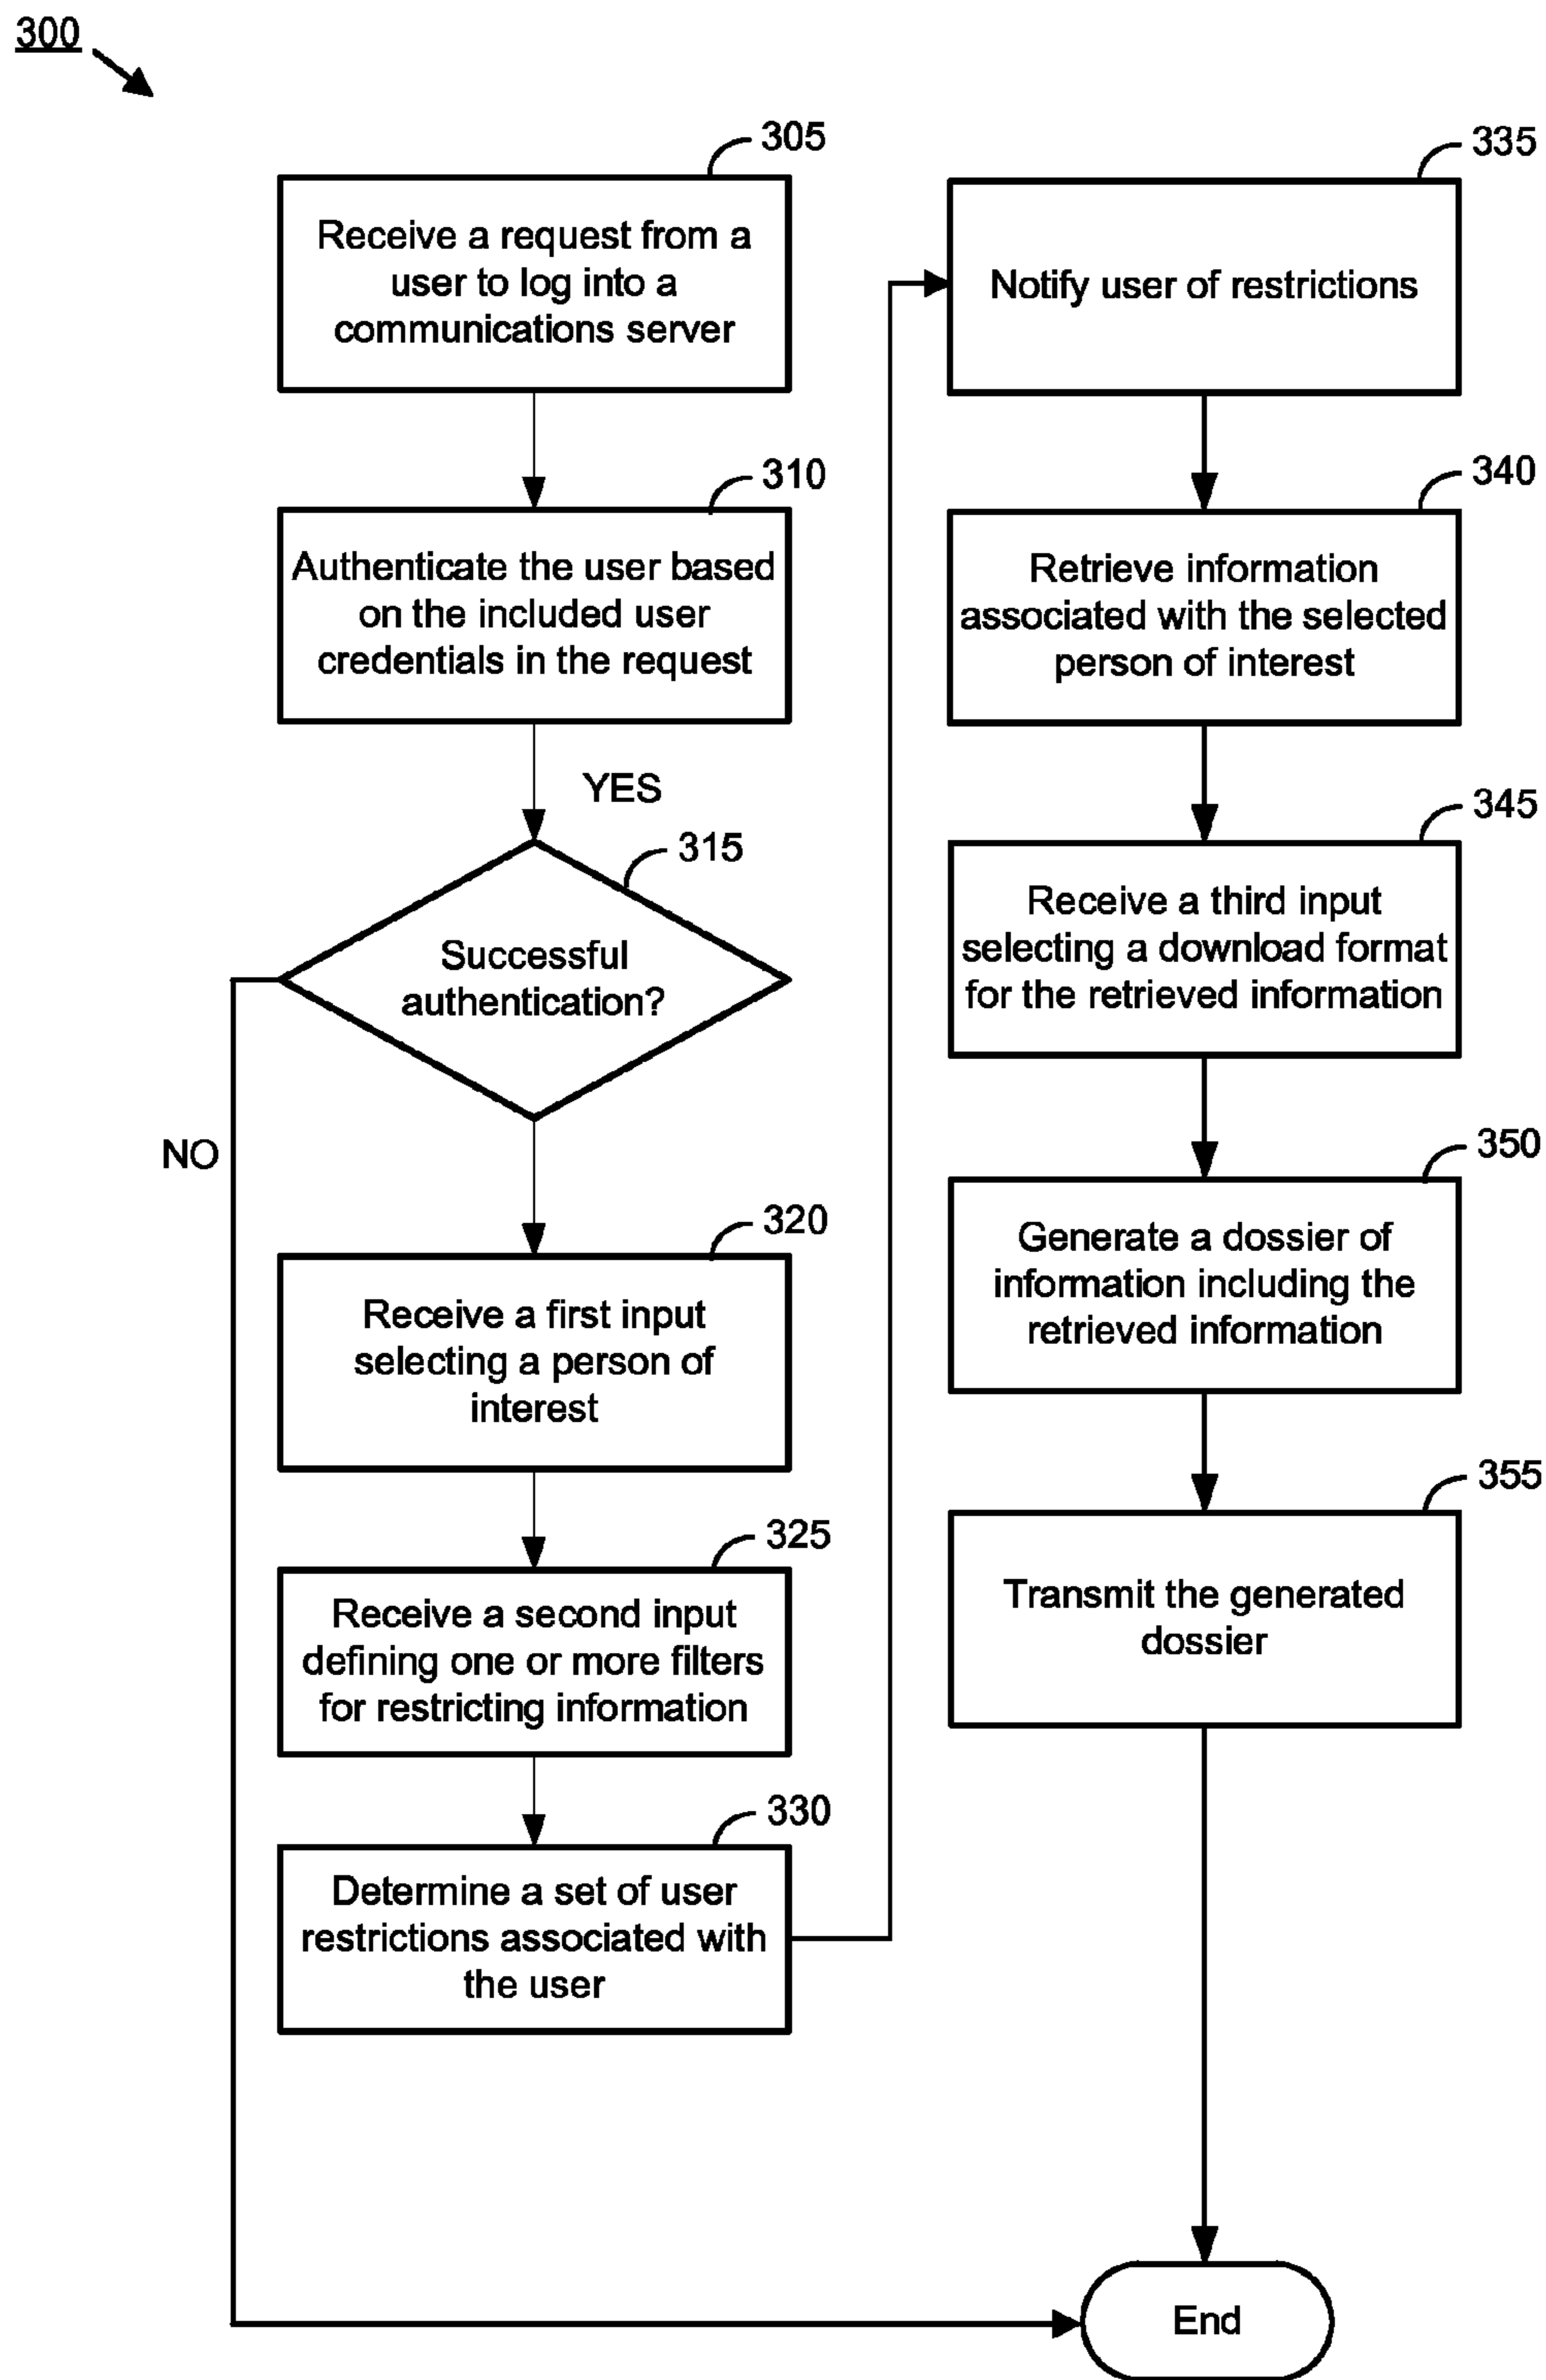 300
305
Receive a request from a
user to log into a
communications server
310
Authenticate the user based
on the included user
credentials in the request
YES
315
Successful
authentication?
NO
320
Receive a first input
selecting a person of
interest
325
Receive a second input
defining one or more filters
for restricting information
330
Determine a set of user
restrictions associated with
the user
335
Notify user of restrictions
340
Retrieve information
associated with the selected
person of interest
345
Receive a third input
selecting a download format
for the retrieved information
350
Generate a dossier of
information including the
retrieved information
355
Transmit the generated
dossier
End